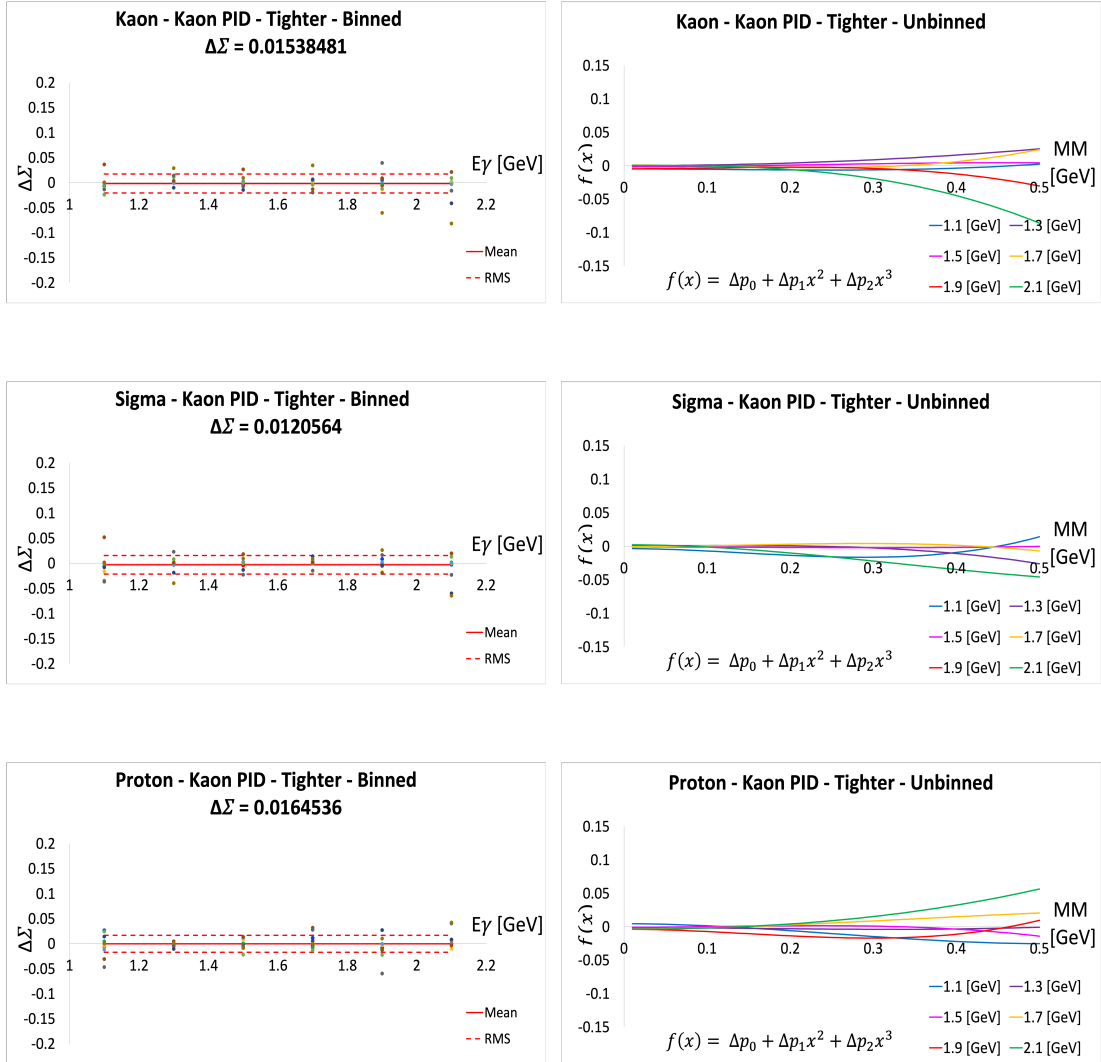 Kaon - Kaon PID - Tighter - Binned
ΔΣ = 0.01538481
0.2
0.15
0.1
0.05
0
-0.05
-0.1
-0.15
-0.2
ΔΣ
1
1.2
1.4
1.6
1.8
2
2.2
Eγ [GeV]
Mean
RMS
Kaon - Kaon PID - Tighter - Unbinned
0.15
0.1
0.05
0
-0.05
-0.1
-0.15
f(x)
0
0.1
0.2
0.3
0.4
0.5
MM
[GeV]
1.1 [GeV]
1.3 [GeV]
1.5 [GeV]
1.7 [GeV]
1.9 [GeV]
2.1 [GeV]
f(x) = Δp₀ + Δp₁x² + Δp₂x³
Sigma - Kaon PID - Tighter - Binned
ΔΣ = 0.0120564
0.2
0.15
0.1
0.05
0
-0.05
-0.1
-0.15
-0.2
ΔΣ
1
1.2
1.4
1.6
1.8
2
2.2
Eγ [GeV]
Mean
RMS
Sigma - Kaon PID - Tighter - Unbinned
0.15
0.1
0.05
0
-0.05
-0.1
-0.15
f(x)
0
0.1
0.2
0.3
0.4
0.5
MM
[GeV]
1.1 [GeV]
1.3 [GeV]
1.5 [GeV]
1.7 [GeV]
1.9 [GeV]
2.1 [GeV]
f(x) = Δp₀ + Δp₁x² + Δp₂x³
Proton - Kaon PID - Tighter - Binned
ΔΣ = 0.0164536
0.2
0.15
0.1
0.05
0
-0.05
-0.1
-0.15
-0.2
ΔΣ
1
1.2
1.4
1.6
1.8
2
2.2
Eγ [GeV]
Mean
RMS
Proton - Kaon PID - Tighter - Unbinned
0.15
0.1
0.05
0
-0.05
-0.1
-0.15
f(x)
0
0.1
0.2
0.3
0.4
0.5
MM
[GeV]
1.1 [GeV]
1.3 [GeV]
1.5 [GeV]
1.7 [GeV]
1.9 [GeV]
2.1 [GeV]
f(x) = Δp₀ + Δp₁x² + Δp₂x³